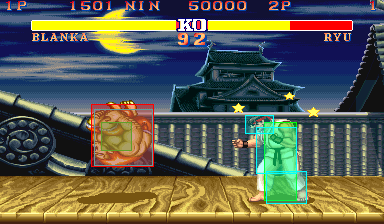 1P 1501 NIN 50000 2P 1
KO
BLANKA 92 RYU